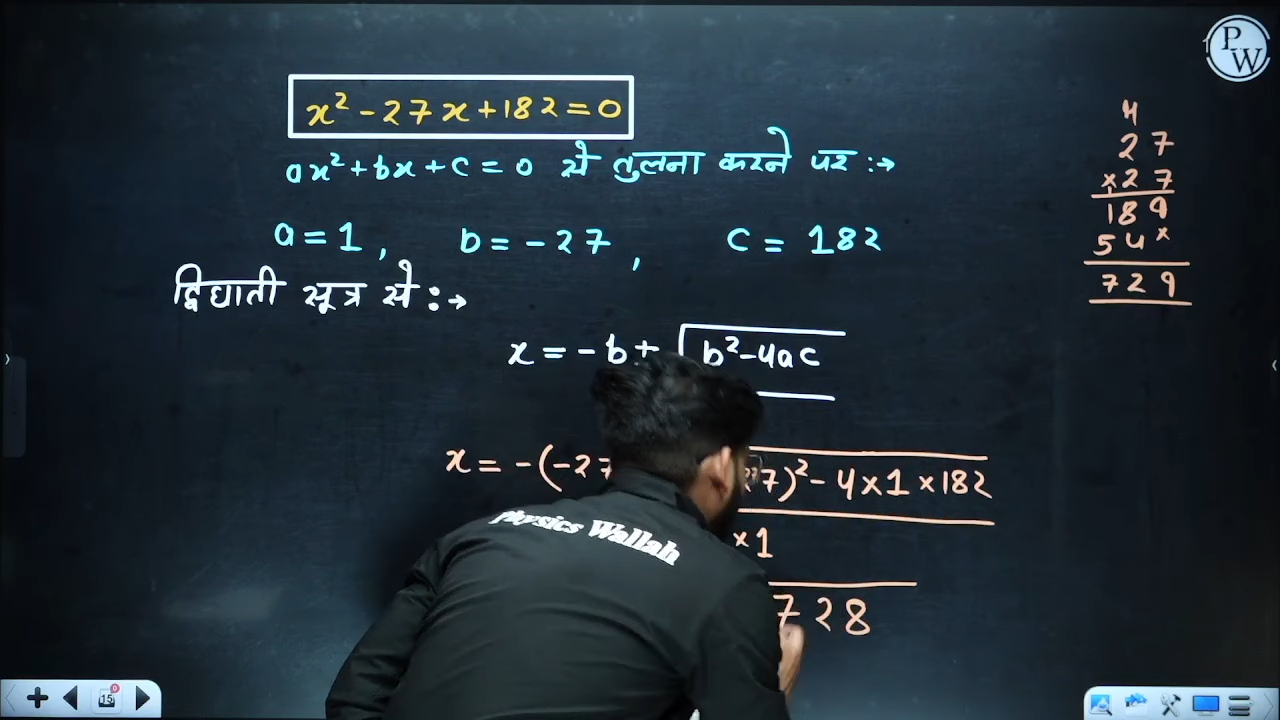 PW
x² - 27x + 182 = 0
ax² + bx + c = 0 से तुलना करने पर :→
a = 1, b = -27, c = 182
द्विघाती सूत्र से :→
x = -b ± √b² - 4ac
x = -(-27 7)² - 4 × 1 × 182
× 1
728
4
27
×27
189
54×
729
Physics Wallah
15